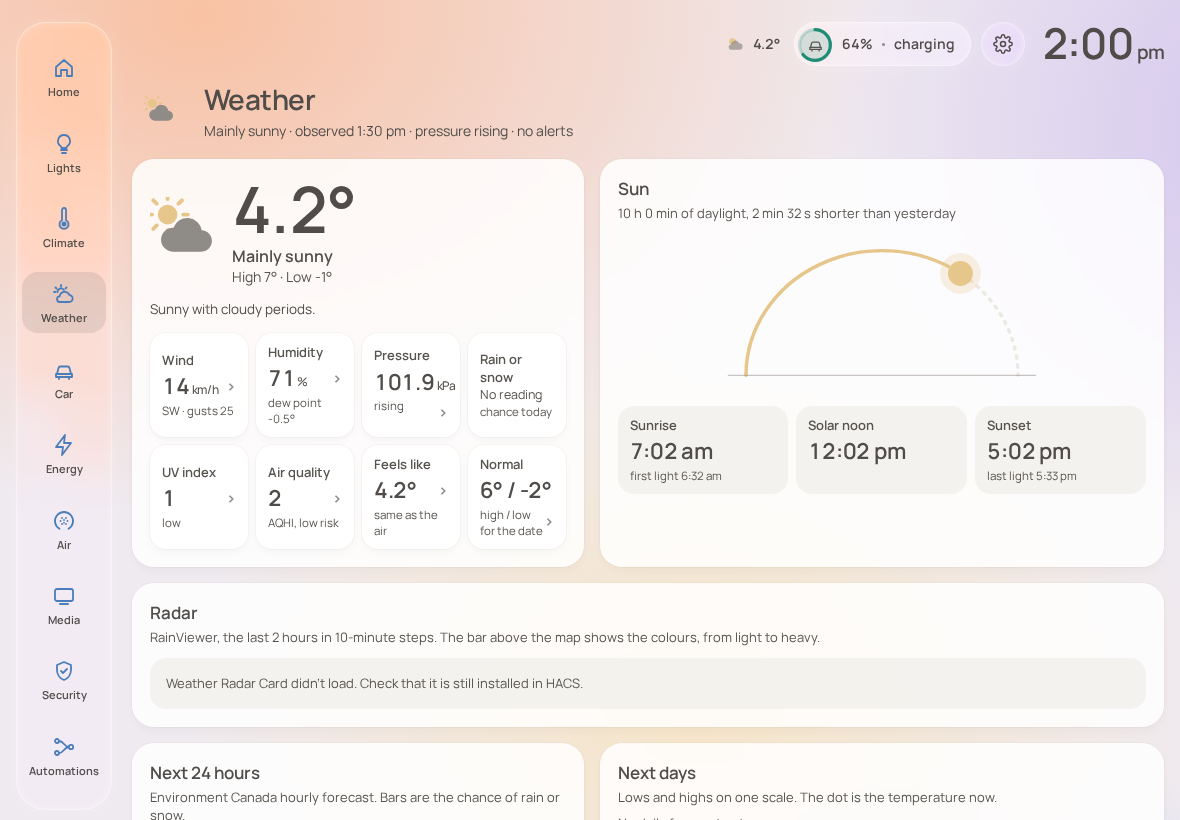 4.2°
64% · charging
2:00 pm
Home
Lights
Climate
Weather
Car
Energy
Air
Media
Security
Automations
Weather
Mainly sunny · observed 1:30 pm · pressure rising · no alerts
4.2°
Mainly sunny
High 7° · Low -1°
Sunny with cloudy periods.
Wind
14 km/h
SW · gusts 25
Humidity
71 %
dew point
-0.5°
Pressure
101.9 kPa
rising
Rain or
snow
No reading
chance today
UV index
1
low
Air quality
2
AQHI, low risk
Feels like
4.2°
same as the
air
Normal
6° / -2°
high / low
for the date
Sun
10 h 0 min of daylight, 2 min 32 s shorter than yesterday
Sunrise
7:02 am
first light 6:32 am
Solar noon
12:02 pm
Sunset
5:02 pm
last light 5:33 pm
Radar
RainViewer, the last 2 hours in 10-minute steps. The bar above the map shows the colours, from light to heavy.
Weather Radar Card didn't load. Check that it is still installed in HACS.
Next 24 hours
Environment Canada hourly forecast. Bars are the chance of rain or
snow.
Next days
Lows and highs on one scale. The dot is the temperature now.